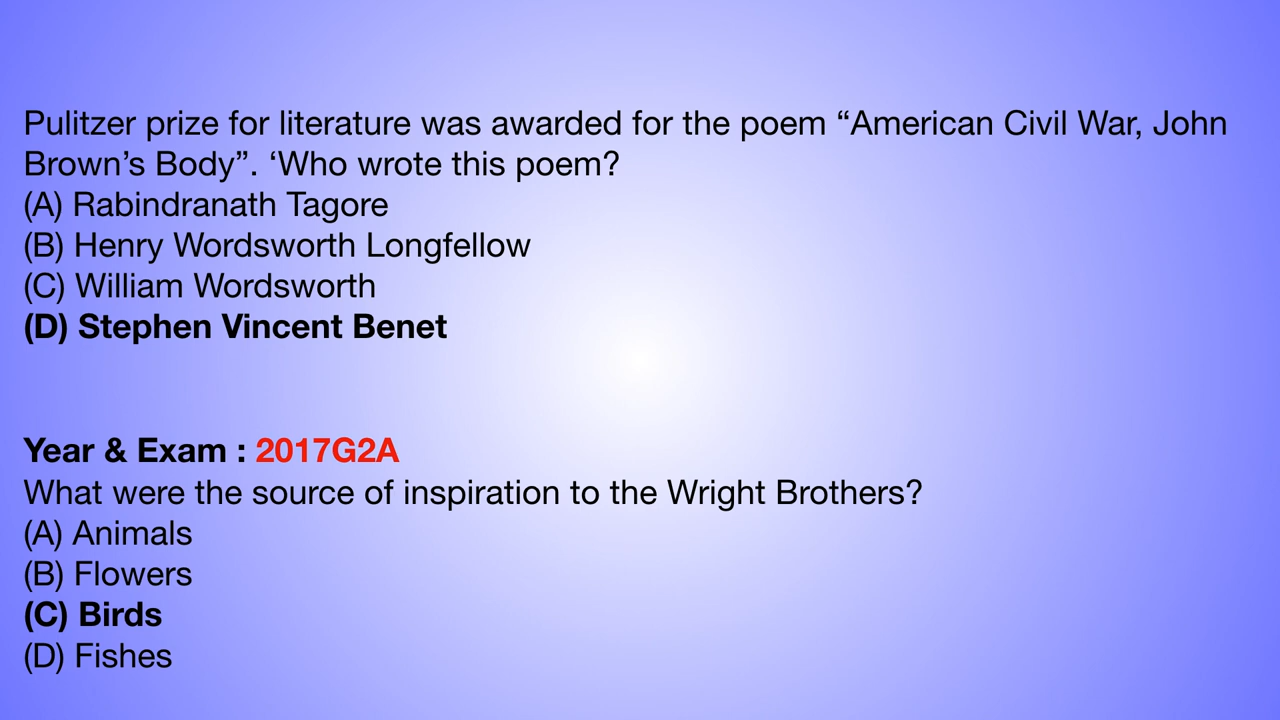 Pulitzer prize for literature was awarded for the poem “American Civil War, John
Brown’s Body”. ‘Who wrote this poem?
(A) Rabindranath Tagore
(B) Henry Wordsworth Longfellow
(C) William Wordsworth
(D) Stephen Vincent Benet
Year & Exam : 2017G2A
What were the source of inspiration to the Wright Brothers?
(A) Animals
(B) Flowers
(C) Birds
(D) Fishes